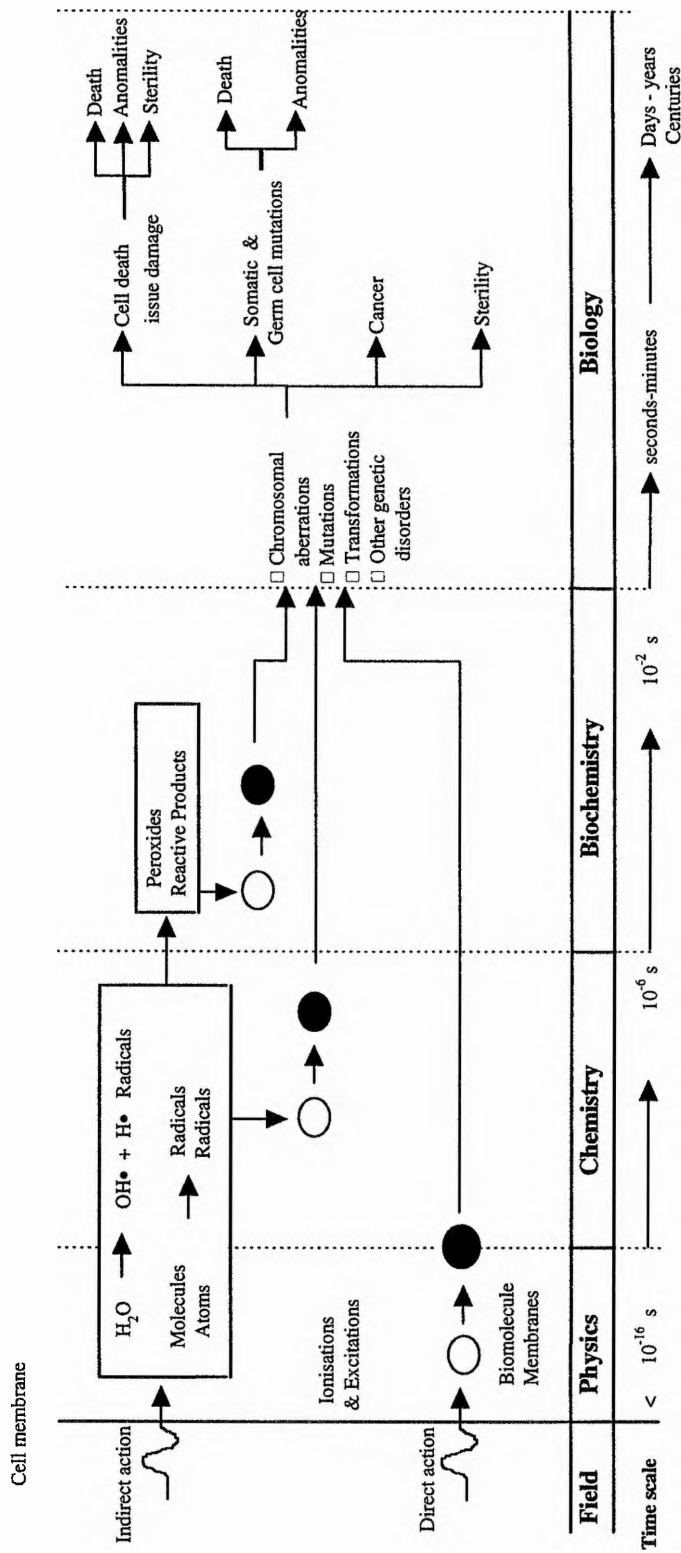 Cell membrane
Indirect action
H₂O OH• + H• Radicals
Molecules Radicals
Atoms Radicals
Peroxides
Reactive Products
Ionisations
& Excitations
Direct action
Biomolecule
Membranes
□ Chromosomal
aberrations
□ Mutations
□ Transformations
□ Other genetic
disorders
Cell death
issue damage
Death
Anomalities
Sterility
Somatic &
Germ cell mutations
Death
Anomalities
Cancer
Sterility
Field Physics Chemistry Biochemistry Biology
Time scale < 10⁻¹⁶ s 10⁻⁶ s 10⁻² s seconds-minutes Days - years
Centuries